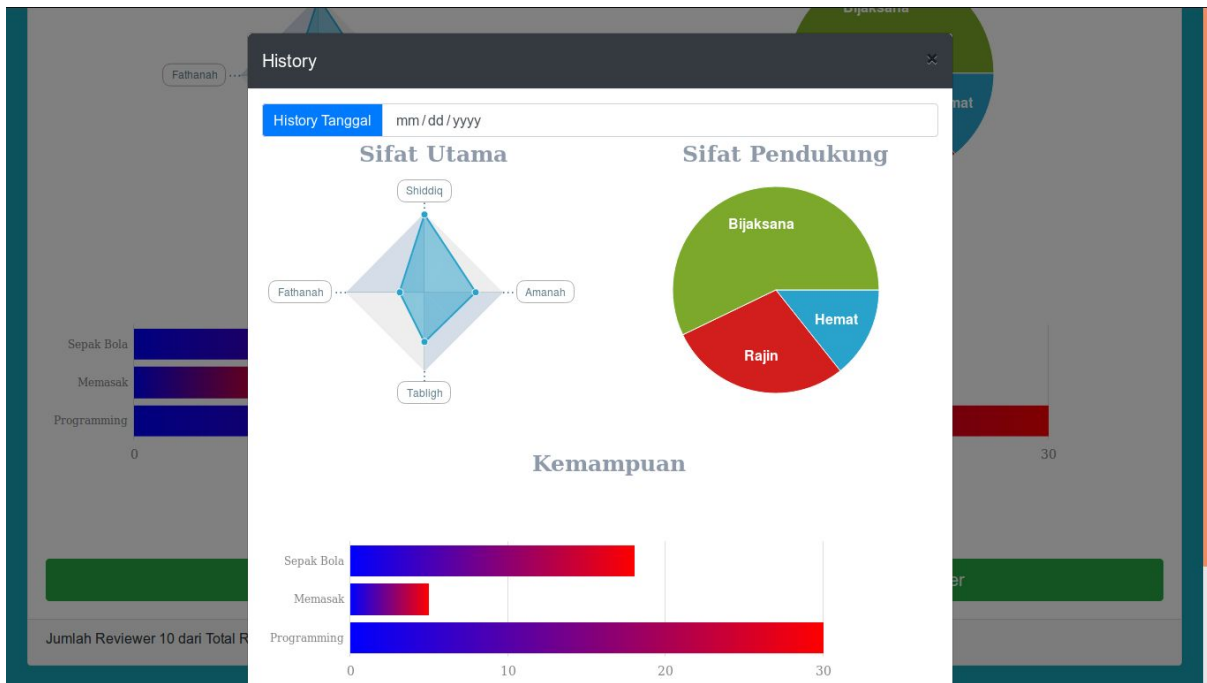 Bijaksana
Fathanah
mat
History
×
History Tanggal mm/dd/yyyy
Sifat Utama
Sifat Pendukung
Shiddiq
Fathanah
Amanah
Tabligh
Bijaksana
Hemat
Rajin
Sepak Bola
Memasak
Programming
0
30
Kemampuan
Sepak Bola
Memasak
Programming
0 10 20 30
er
Jumlah Reviewer 10 dari Total R